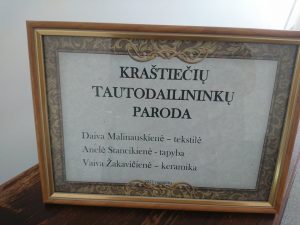 KRAŠTIEČIŲ
TAUTODAILININKŲ
PARODA
Daiva Malinauskienė – tekstilė
Anelė Stancikienė - tapyba
Vaiva Žakavičienė – keramika